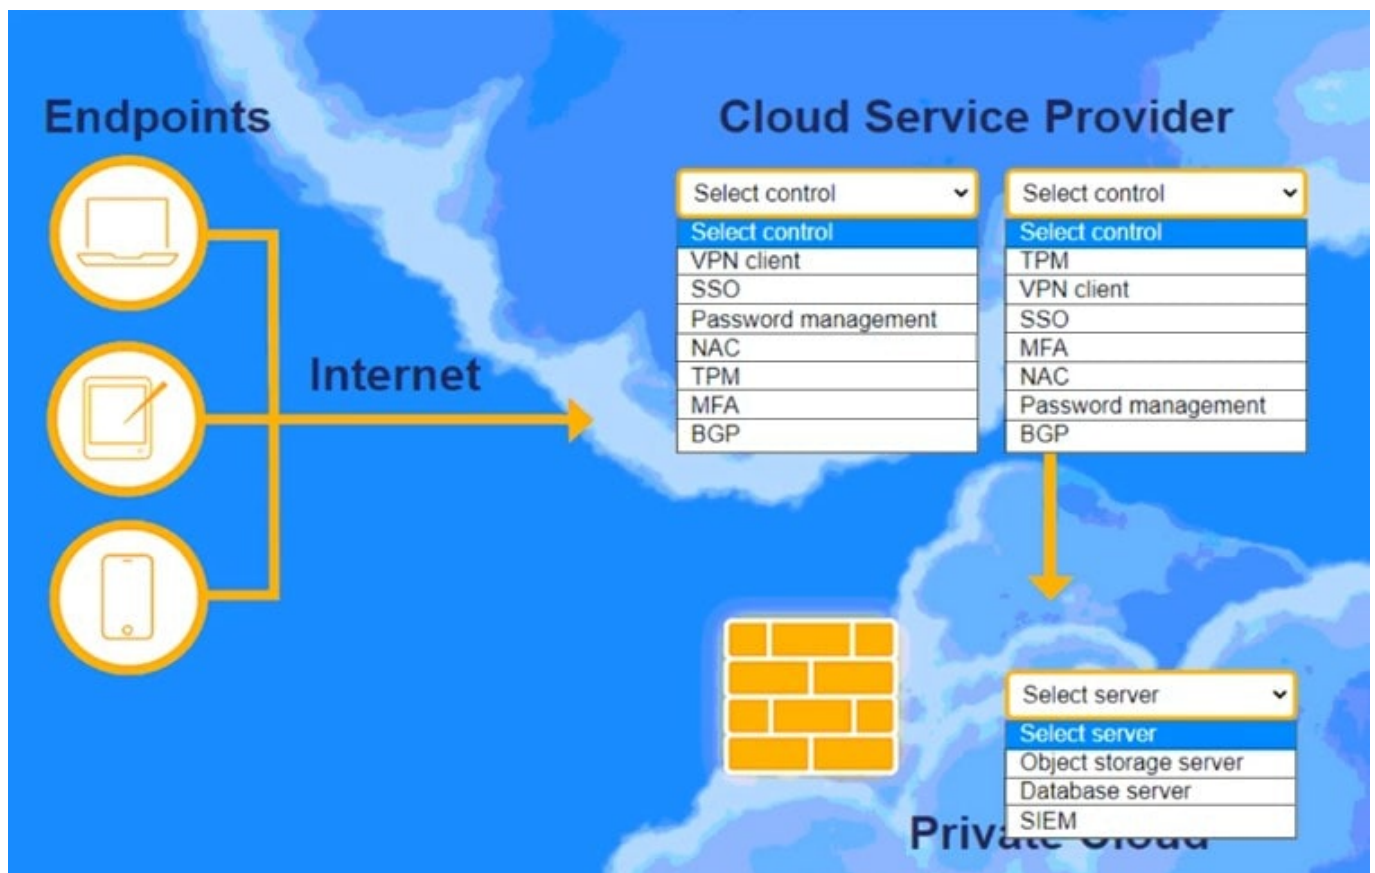 Endpoints
Cloud Service Provider
Select control
Select control
VPN client
SSO
Password management
NAC
TPM
MFA
BGP
Select control
Select control
TPM
VPN client
SSO
MFA
NAC
Password management
BGP
Internet
Select server
Select server
Object storage server
Database server
SIEM
Private Cloud